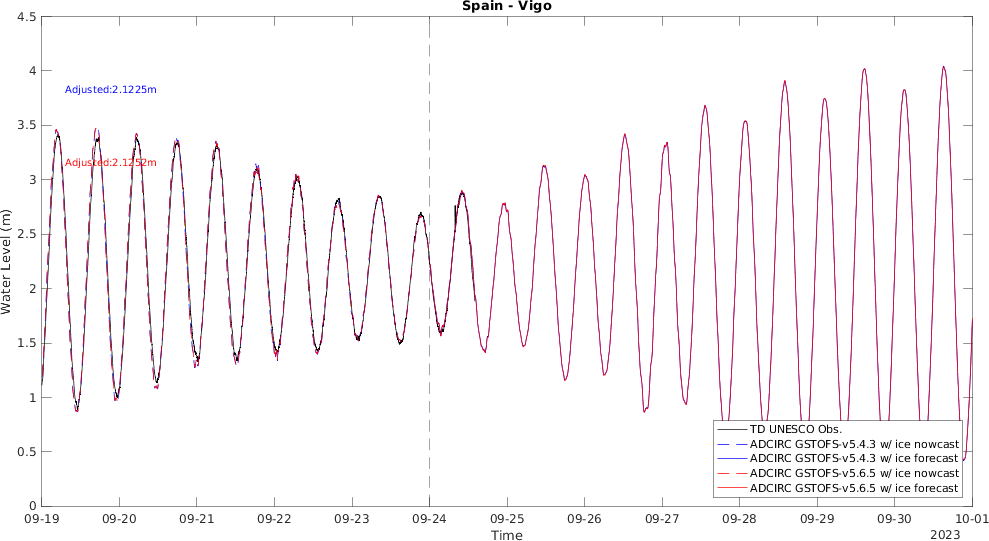 Spain - Vigo
4.5
4
3.5
3
2.5
2
1.5
1
0.5
0
Water Level (m)
Adjusted:2.1225m
Adjusted:2.1252m
TD UNESCO Obs.
ADCIRC GSTOFS-v5.4.3 w/ ice nowcast
ADCIRC GSTOFS-v5.4.3 w/ ice forecast
ADCIRC GSTOFS-v5.6.5 w/ ice nowcast
ADCIRC GSTOFS-v5.6.5 w/ ice forecast
09-19 09-20 09-21 09-22 09-23 09-24 09-25 09-26 09-27 09-28 09-29 09-30 10-01
Time
2023